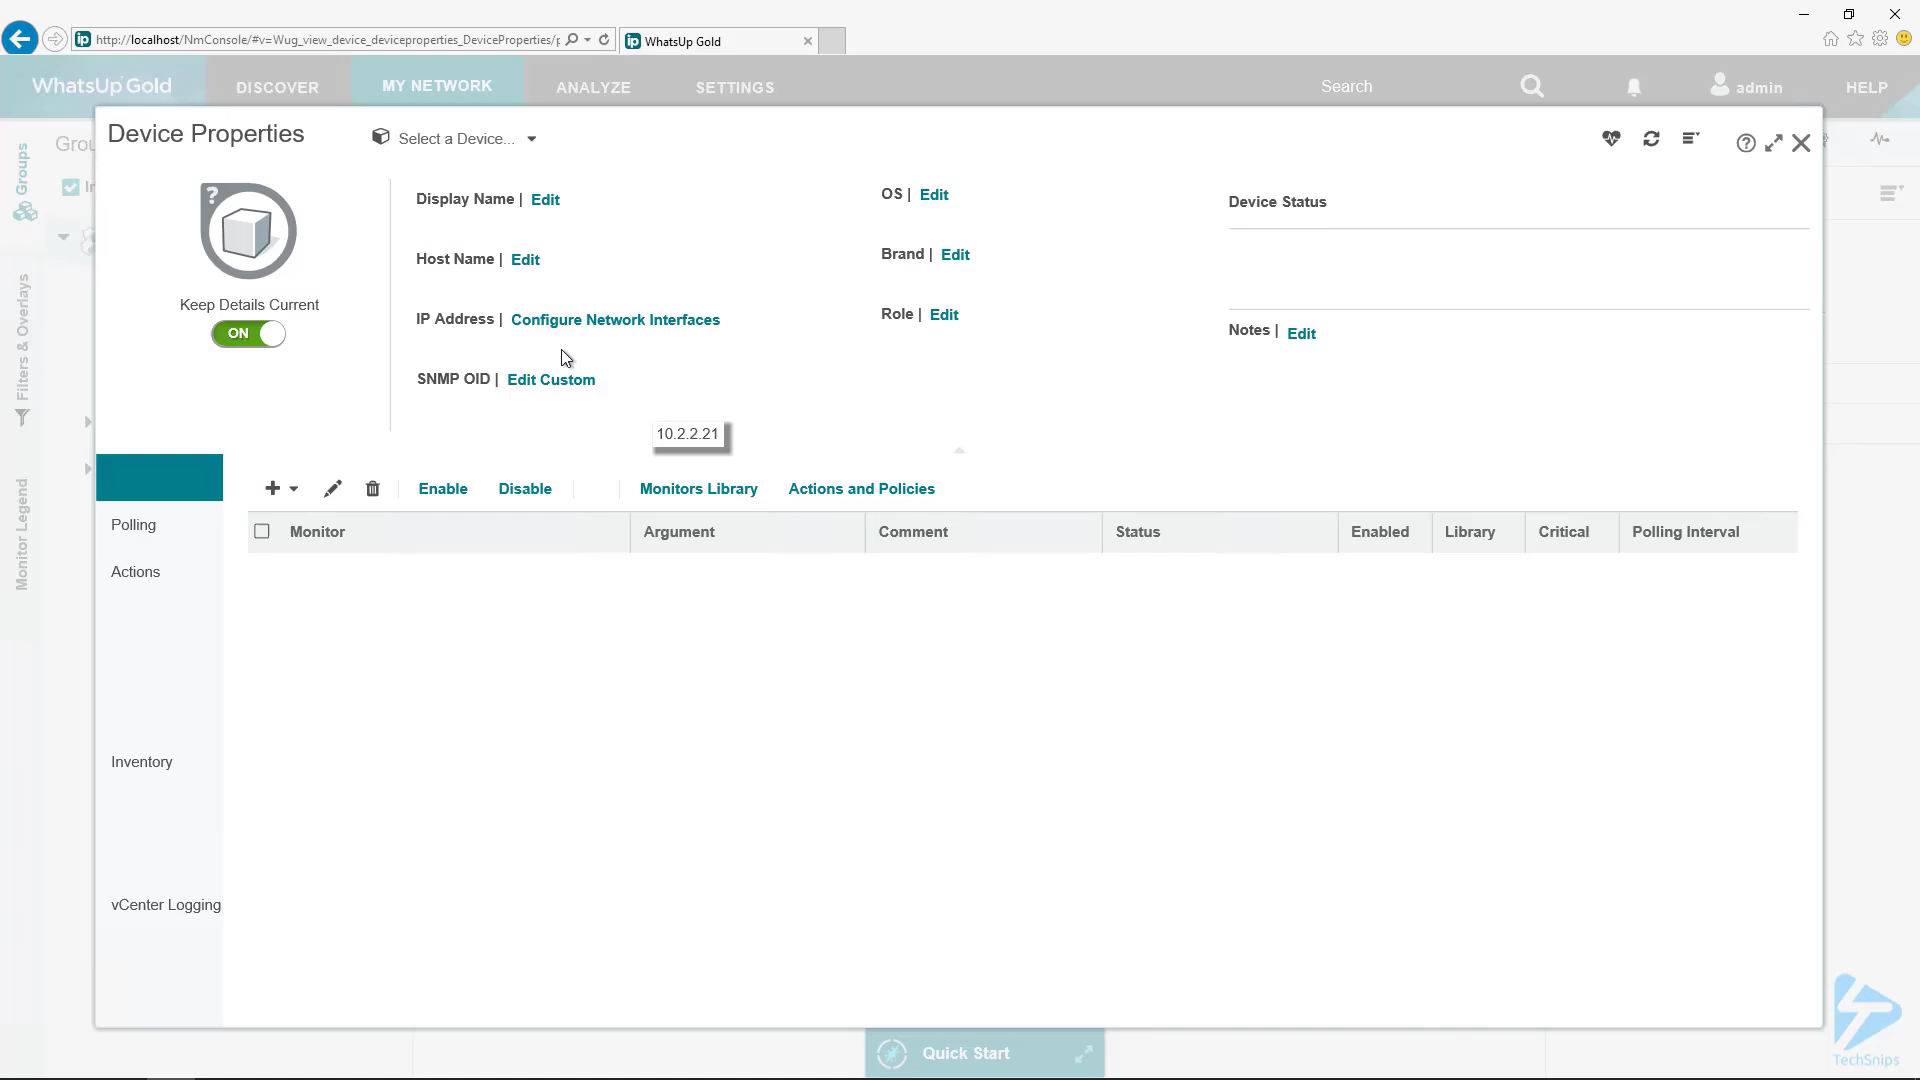 http://localhost/NmConsole/#v=Wug_view_device_deviceproperties_DeviceProperties/
WhatsUp Gold
WhatsUp Gold
DISCOVER
MY NETWORK
ANALYZE
SETTINGS
Search
admin
HELP
Device Properties
Select a Device...
Groups
Filters & Overlays
Monitor Legend
?
Keep Details Current
ON
Display Name | Edit
Host Name | Edit
IP Address | Configure Network Interfaces
SNMP OID | Edit Custom
OS | Edit
Brand | Edit
Role | Edit
Device Status
Notes | Edit
10.2.2.21
Enable
Disable
Monitors Library
Actions and Policies
Monitor
Argument
Comment
Status
Enabled
Library
Critical
Polling Interval
Polling
Actions
Inventory
vCenter Logging
Quick Start
TechSnips